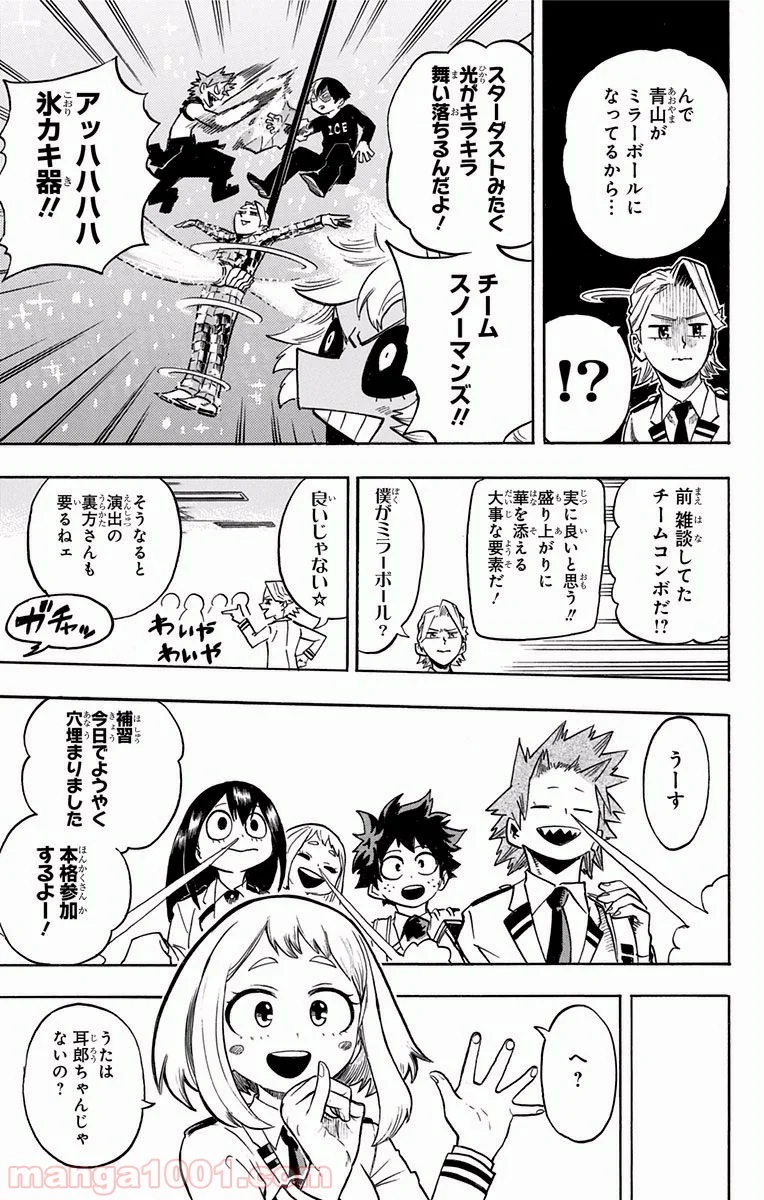 んで
青山が
ミラーボールに
なってるから…
!?
スターダストみたく
光がキラキラ
舞い落ちるんだよ!
チーム
スノーマンズ!!
ICE
アッハハハハ
氷カキ器!!
前 雑談してた
チームコンボだ!?
実に良いと思う!!
盛り上がりに
華を添える
大事な要素だ!
僕がミラーボール?
良いじゃない☆
そうなると
演出の
裏方さんも
要るねェ
わいや
わいや
ガチャッ
うーす
補習
今日でようやく
穴埋まりました
本格参加
するよー!
へ?
うたは
耳郎ちゃんじゃ
ないの?
manga1001.com